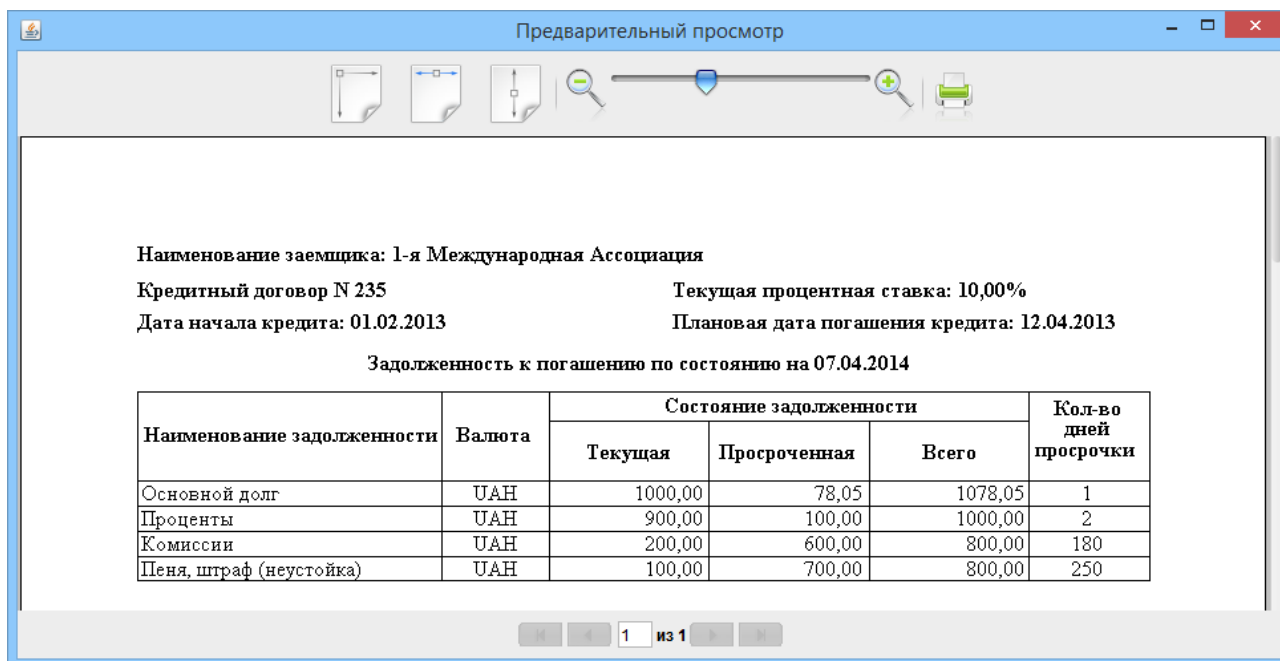 Предварительный просмотр
Наименование заемщика: 1-я Международная Ассоциация
Кредитный договор N 235 Текущая процентная ставка: 10,00%
Дата начала кредита: 01.02.2013 Плановая дата погашения кредита: 12.04.2013
Задолженность к погашению по состоянию на 07.04.2014
Наименование задолженности Валюта Состояние задолженности Кол-во дней просрочки
Текущая Просроченная Всего
Основной долг UAH 1000,00 78,05 1078,05 1
Проценты UAH 900,00 100,00 1000,00 2
Комиссии UAH 200,00 600,00 800,00 180
Пеня, штраф (неустойка) UAH 100,00 700,00 800,00 250
1 из 1